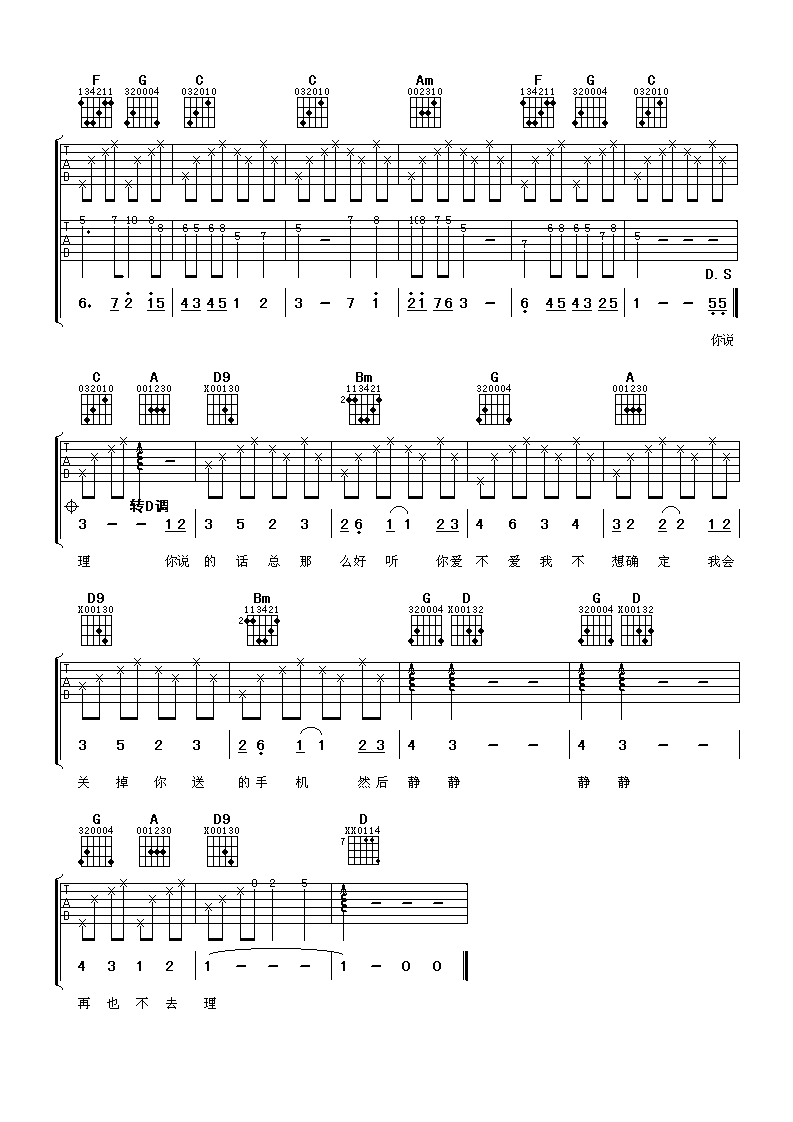 F G C C Am F G C
134211 320004 032010 032010 002310 134211 320004 032010
T A B
T A B 5 7 10 8 8 6 5 6 8 5 7 5 7 8 10 8 7 5 5 7 6 8 6 5 7 8 5
D.S
6. 7 2 1 5 4 3 4 5 1 2 3 - 7 1 2 1 7 6 3 - 6 4 5 4 3 2 5 1 - - 5 5
你说
C A D9 Bm G A
032010 001230 X00130 2 113421 320004 001230
T A B
转D调
3 - - 1 2 3 5 2 3 2 6 1 1 2 3 4 6 3 4 3 2 2 2 1 2
理 你说 的 话 总 那 么好 听 你爱 不 爱 我 不 想确 定 我会
D9 Bm G D G D
X00130 2 113421 320004 X00132 320004 X00132
T A B
3 5 2 3 2 6 1 1 2 3 4 3 - - 4 3 - -
关 掉 你 送 的手 机 然后 静 静 静 静
G A D9 D
320004 001230 X00130 7 XX0114
T A B 0 2 5
4 3 1 2 1 - - - 1 - 0 0
再 也 不 去 理